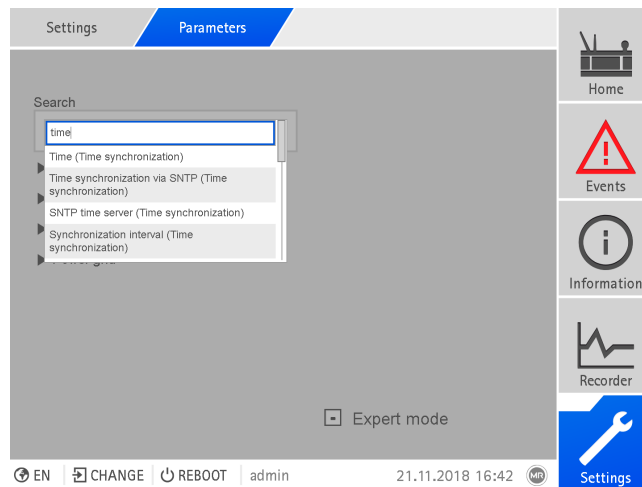 Settings
Parameters
Search
time
Time (Time synchronization)
Time synchronization via SNTP (Time
synchronization)
SNTP time server (Time synchronization)
Synchronization interval (Time
synchronization)
Expert mode
EN
CHANGE
REBOOT
admin
21.11.2018 16:42
MR
Home
Events
Information
Recorder
Settings